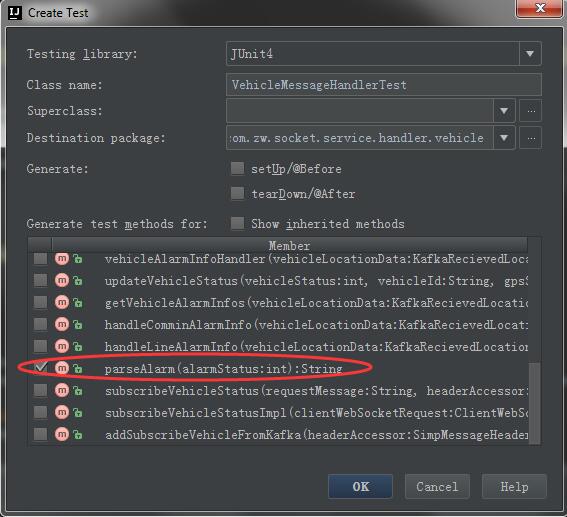 Create Test
Testing library:
JUnit4
Class name:
VehicleMessageHandlerTest
Superclass:
...
Destination package:
com.zw.socket.service.handler.vehicle
...
Generate:
setUp/@Before
tearDown/@After
Generate test methods for:
Show inherited methods
Member
m vehicleAlarmInfoHandler(vehicleLocationData:KafkaRecievedLoca
m updateVehicleStatus(vehicleStatus:int, vehicleId:String, gpsS
m getVehicleAlarmInfos(vehicleLocationData:KafkaRecievedLocation
m handleComminAlarmInfo(vehicleLocationData:KafkaRecievedLocatio
m handleLineAlarmInfo(vehicleLocationData:KafkaRecievedLocation
m parseAlarm(alarmStatus:int):String
m subscribeVehicleStatus(requestMessage:String, headerAccessor:
m subscribeVehicleStatusImpl(clientWebSocketRequest:ClientWebSo
m addSubscribeVehicleFromKafka(headerAccessor:SimpMessageHeader
OK
Cancel
Help